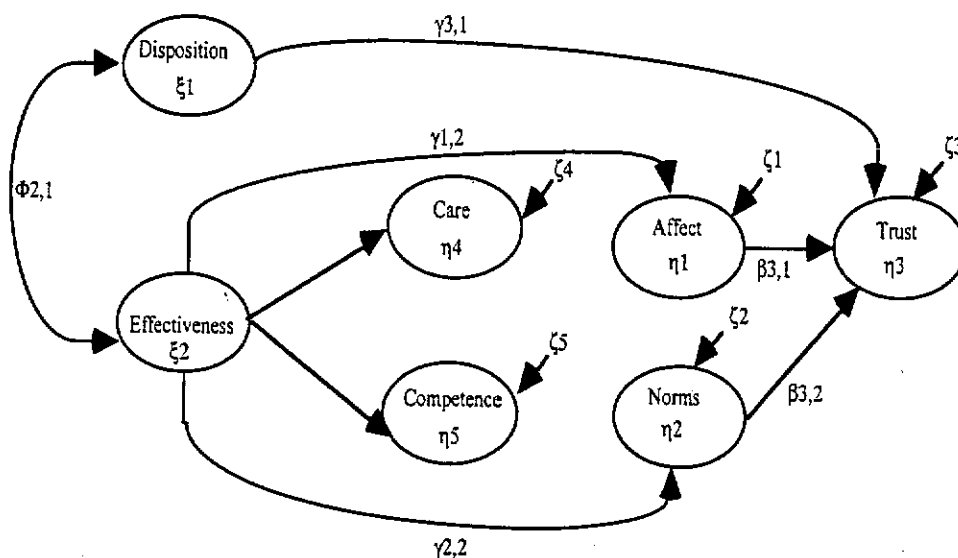 γ3,1
Disposition
ξ1
γ1,2
ζ4
ζ1
ζ3
Φ2,1
Care
η4
Affect
η1
β3,1
Trust
η3
Effectiveness
ξ2
ζ5
ζ2
Competence
η5
Norms
η2
β3,2
γ2,2